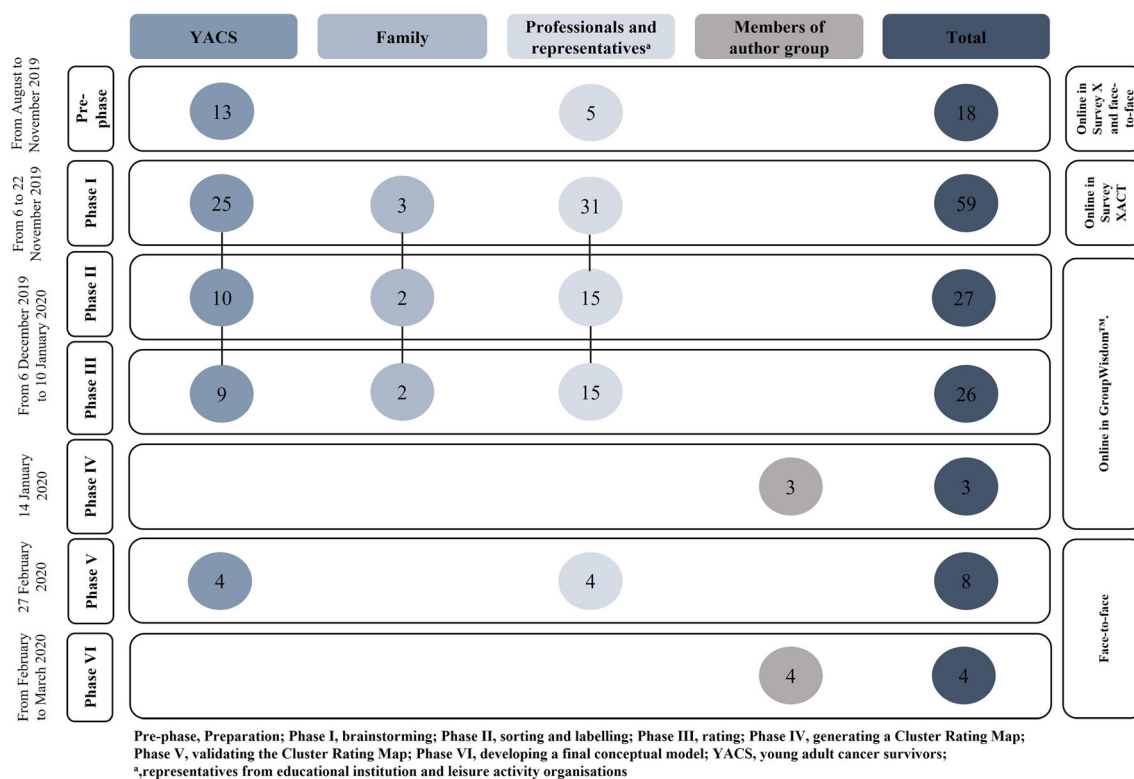 YACS
Family
Professionals and
representativesᵃ
Members of
author group
Total
From August to
November 2019
Pre-
phase
13
5
18
Online in
Survey X
and face-
to-face
From 6 to 22
November 2019
Phase I
25
3
31
59
Online in
Survey
XACT
From 6 December 2019
to 10 January 2020
Phase II
10
2
15
27
Phase III
9
2
15
26
Online in GroupWisdom™.
14 January
2020
Phase IV
3
3
27 February
2020
Phase V
4
4
8
Face-to-face
From February
to March 2020
Phase VI
4
4
Pre-phase, Preparation; Phase I, brainstorming; Phase II, sorting and labelling; Phase III, rating; Phase IV, generating a Cluster Rating Map;
Phase V, validating the Cluster Rating Map; Phase VI, developing a final conceptual model; YACS, young adult cancer survivors;
ᵃ,representatives from educational institution and leisure activity organisations